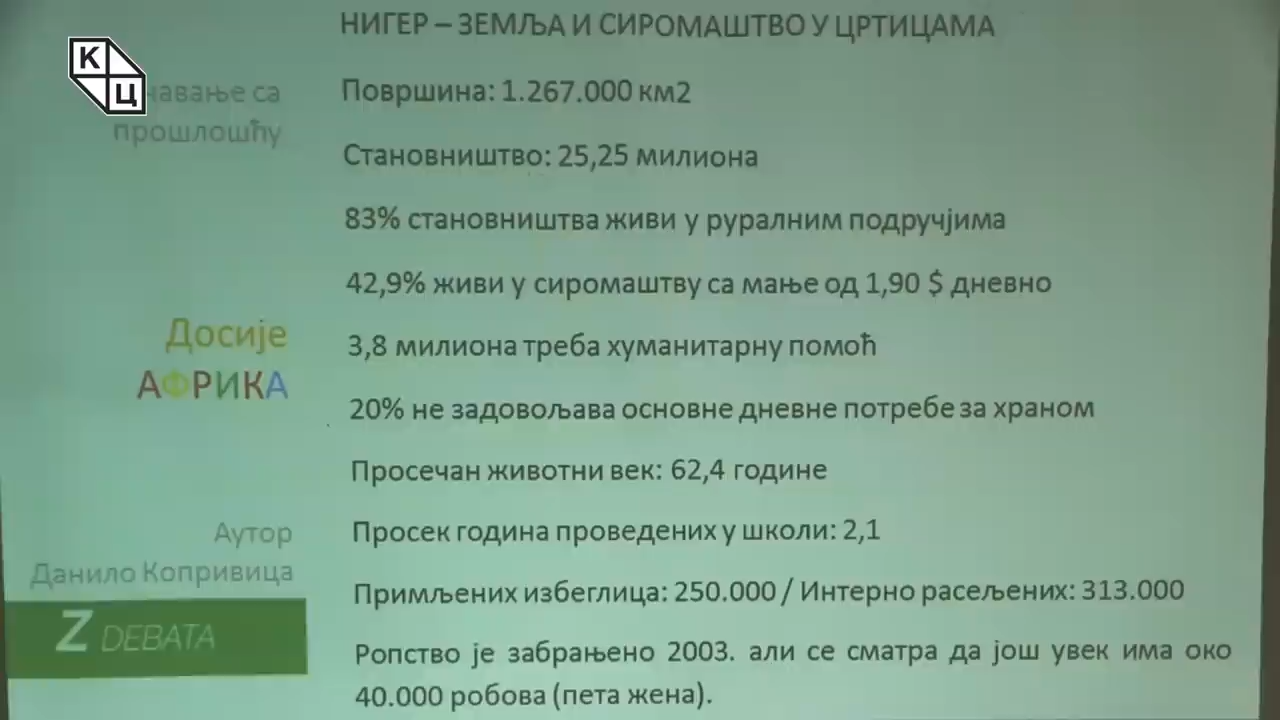 НИГЕР – ЗЕМЉА И СИРОМАШТВО У ЦРТИЦАМА
К
Ц
са
прошлошћу
Површина: 1.267.000 км2
Становништво: 25,25 милиона
83% становништва живи у руралним подручјима
42,9% живи у сиромаштву са мање од 1,90 $ дневно
3,8 милиона треба хуманитарну помоћ
20% не задовољава основне дневне потребе за храном
Просечан животни век: 62,4 године
Просек година проведених у школи: 2,1
Примљених избеглица: 250.000 / Интерно расељених: 313.000
Ропство је забрањено 2003. али се сматра да још увек има око
40.000 робова (пета жена).
Досије
АФРИКА
Аутор
Данило Копривица
Z DEBATA